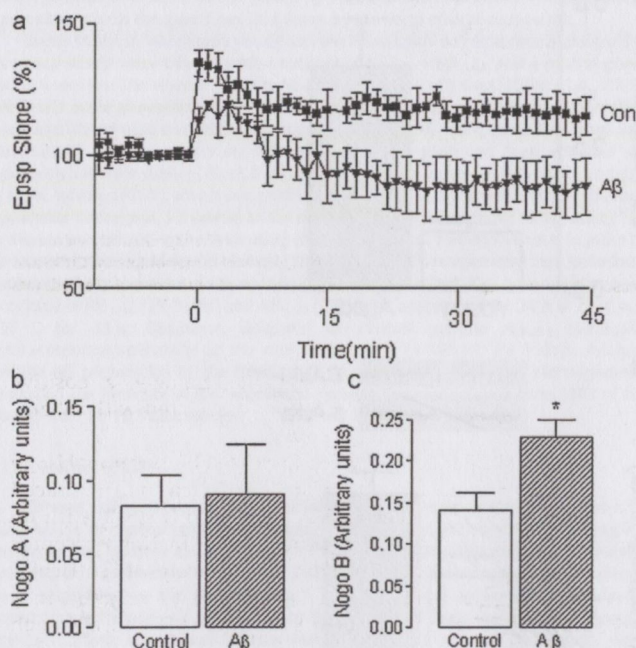 a
150
100
50
Epsp Slope (%)
Con
Aβ
0 15 30 45
Time(min)
b
Nogo A (Arbitrary units)
0.15
0.10
0.05
0.00
Control Aβ
c
Nogo B (Arbitrary units)
0.25
0.20
0.15
0.10
0.05
0.00
*
Control Aβ